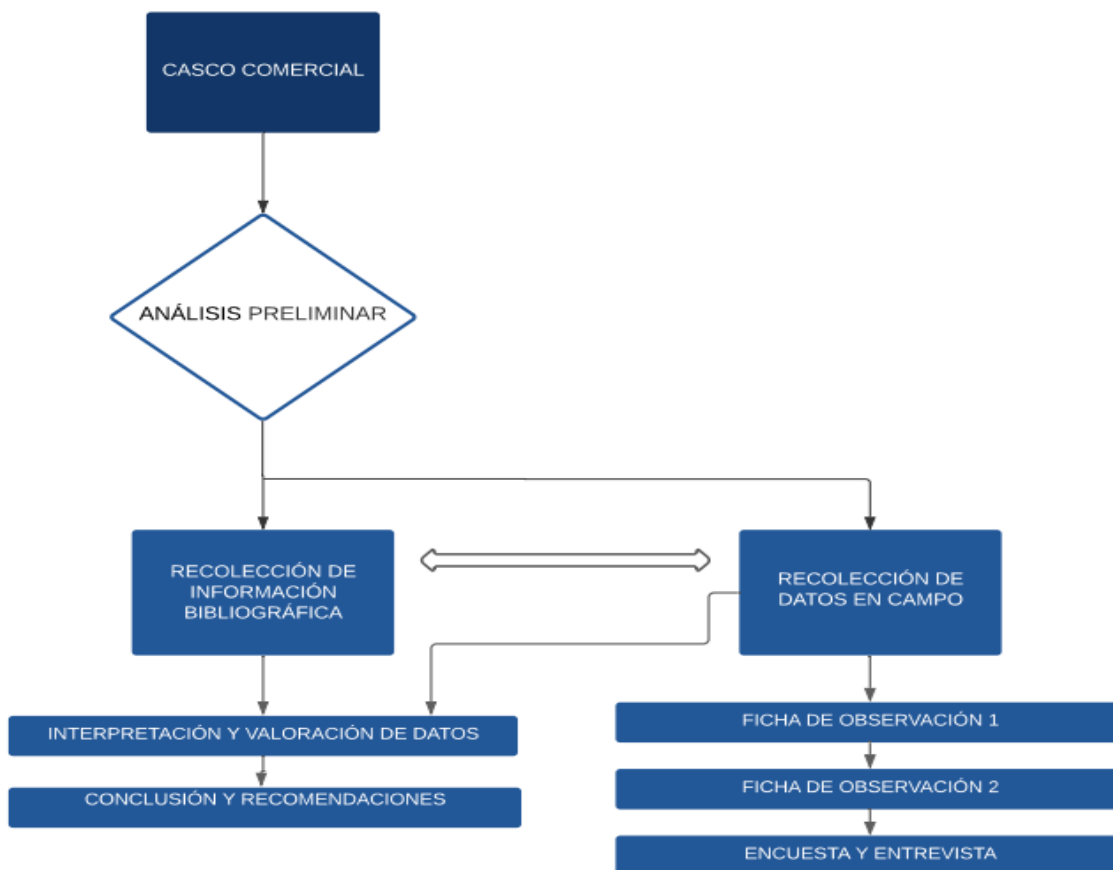 CASCO COMERCIAL
ANÁLISIS PRELIMINAR
RECOLECCIÓN DE
INFORMACIÓN
BIBLIOGRÁFICA
RECOLECCIÓN DE
DATOS EN CAMPO
INTERPRETACIÓN Y VALORACIÓN DE DATOS
CONCLUSIÓN Y RECOMENDACIONES
FICHA DE OBSERVACIÓN 1
FICHA DE OBSERVACIÓN 2
ENCUESTA Y ENTREVISTA